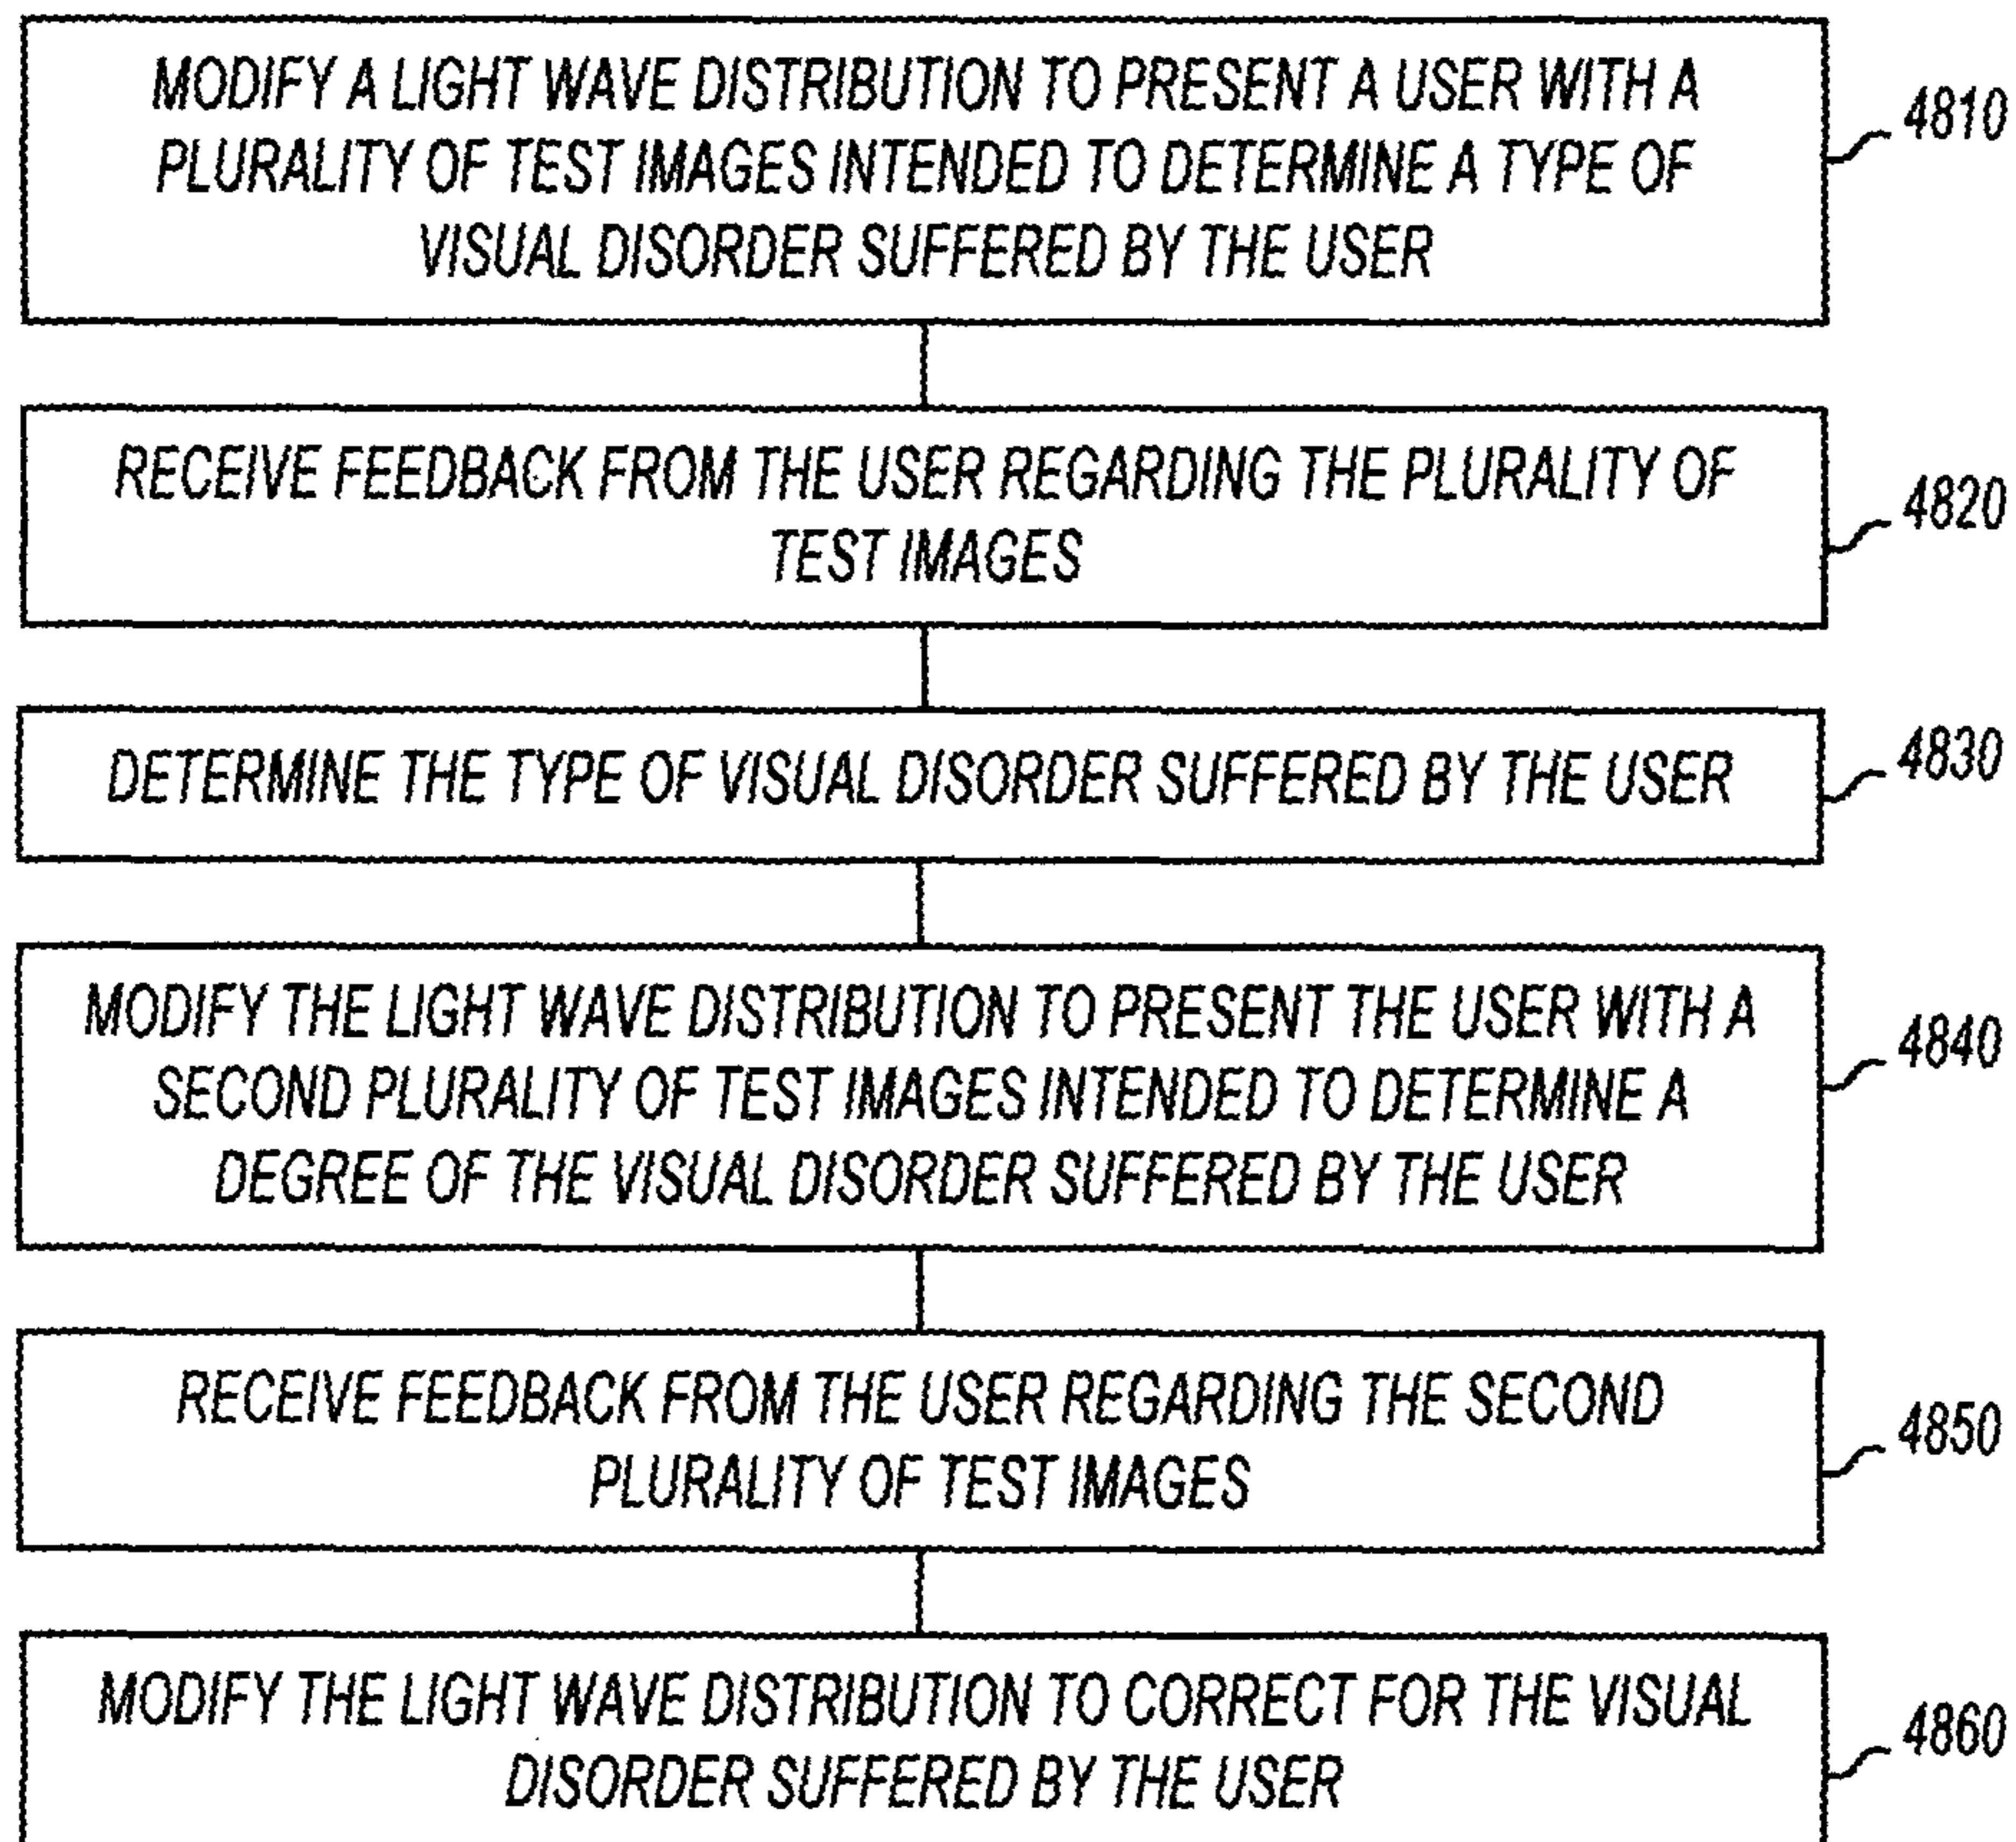 MODIFY A LIGHT WAVE DISTRIBUTION TO PRESENT A USER WITH A
PLURALITY OF TEST IMAGES INTENDED TO DETERMINE A TYPE OF
VISUAL DISORDER SUFFERED BY THE USER
4810
RECEIVE FEEDBACK FROM THE USER REGARDING THE PLURALITY OF
TEST IMAGES
4820
DETERMINE THE TYPE OF VISUAL DISORDER SUFFERED BY THE USER
4830
MODIFY THE LIGHT WAVE DISTRIBUTION TO PRESENT THE USER WITH A
SECOND PLURALITY OF TEST IMAGES INTENDED TO DETERMINE A
DEGREE OF THE VISUAL DISORDER SUFFERED BY THE USER
4840
RECEIVE FEEDBACK FROM THE USER REGARDING THE SECOND
PLURALITY OF TEST IMAGES
4850
MODIFY THE LIGHT WAVE DISTRIBUTION TO CORRECT FOR THE VISUAL
DISORDER SUFFERED BY THE USER
4860